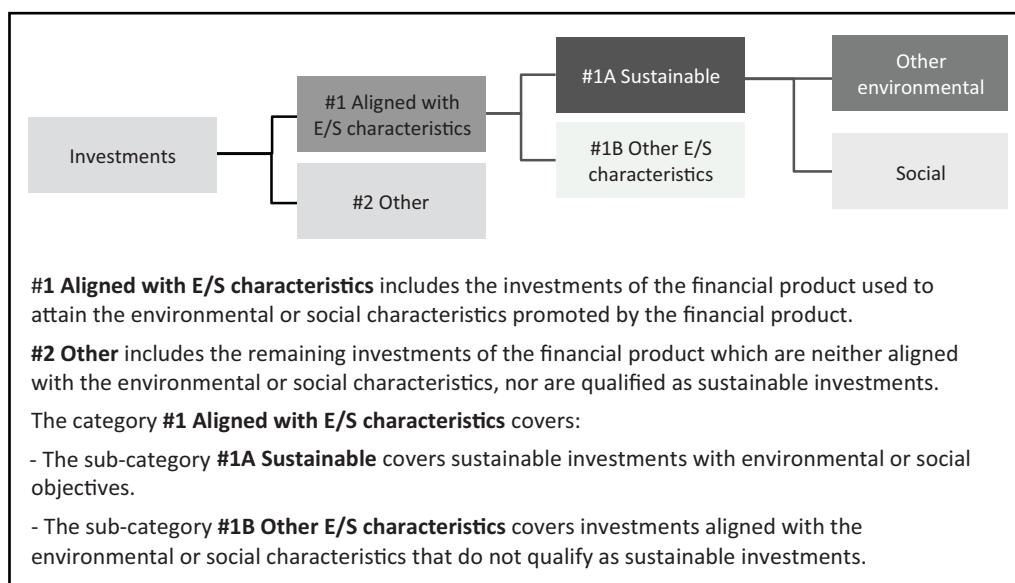 Investments
#1 Aligned with
E/S characteristics
#2 Other
#1A Sustainable
#1B Other E/S
characteristics
Other
environmental
Social
#1 Aligned with E/S characteristics includes the investments of the financial product used to
attain the environmental or social characteristics promoted by the financial product.
#2 Other includes the remaining investments of the financial product which are neither aligned
with the environmental or social characteristics, nor are qualified as sustainable investments.
The category #1 Aligned with E/S characteristics covers:
- The sub-category #1A Sustainable covers sustainable investments with environmental or social
objectives.
- The sub-category #1B Other E/S characteristics covers investments aligned with the
environmental or social characteristics that do not qualify as sustainable investments.